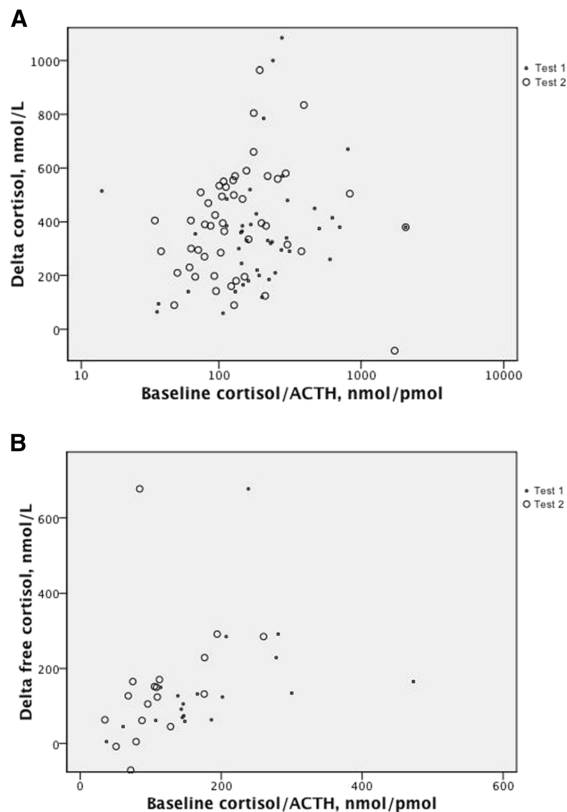 A
Delta cortisol, nmol/L
1000
800
600
400
200
0
10
100
1000
10000
Baseline cortisol/ACTH, nmol/pmol
Test 1
Test 2
B
Delta free cortisol, nmol/L
600
400
200
0
0
200
400
600
Baseline cortisol/ACTH, nmol/pmol
Test 1
Test 2